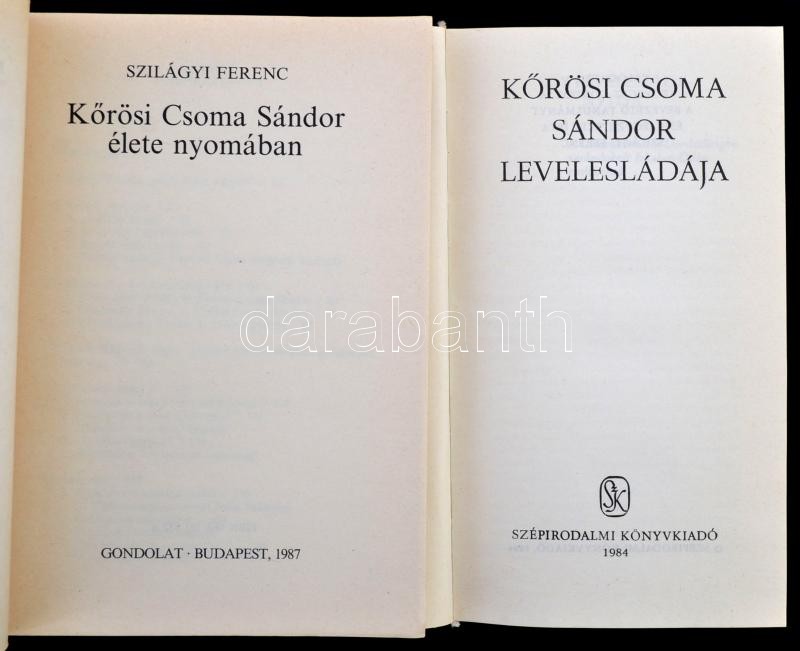 SZILÁGYI FERENC
Kőrösi Csoma Sándor
élete nyomában
GONDOLAT · BUDAPEST, 1987
KŐRÖSI CSOMA
SÁNDOR
LEVELESLÁDÁJA
SZK
SZÉPIRODALMI KÖNYVKIADÓ
1984
darabanth